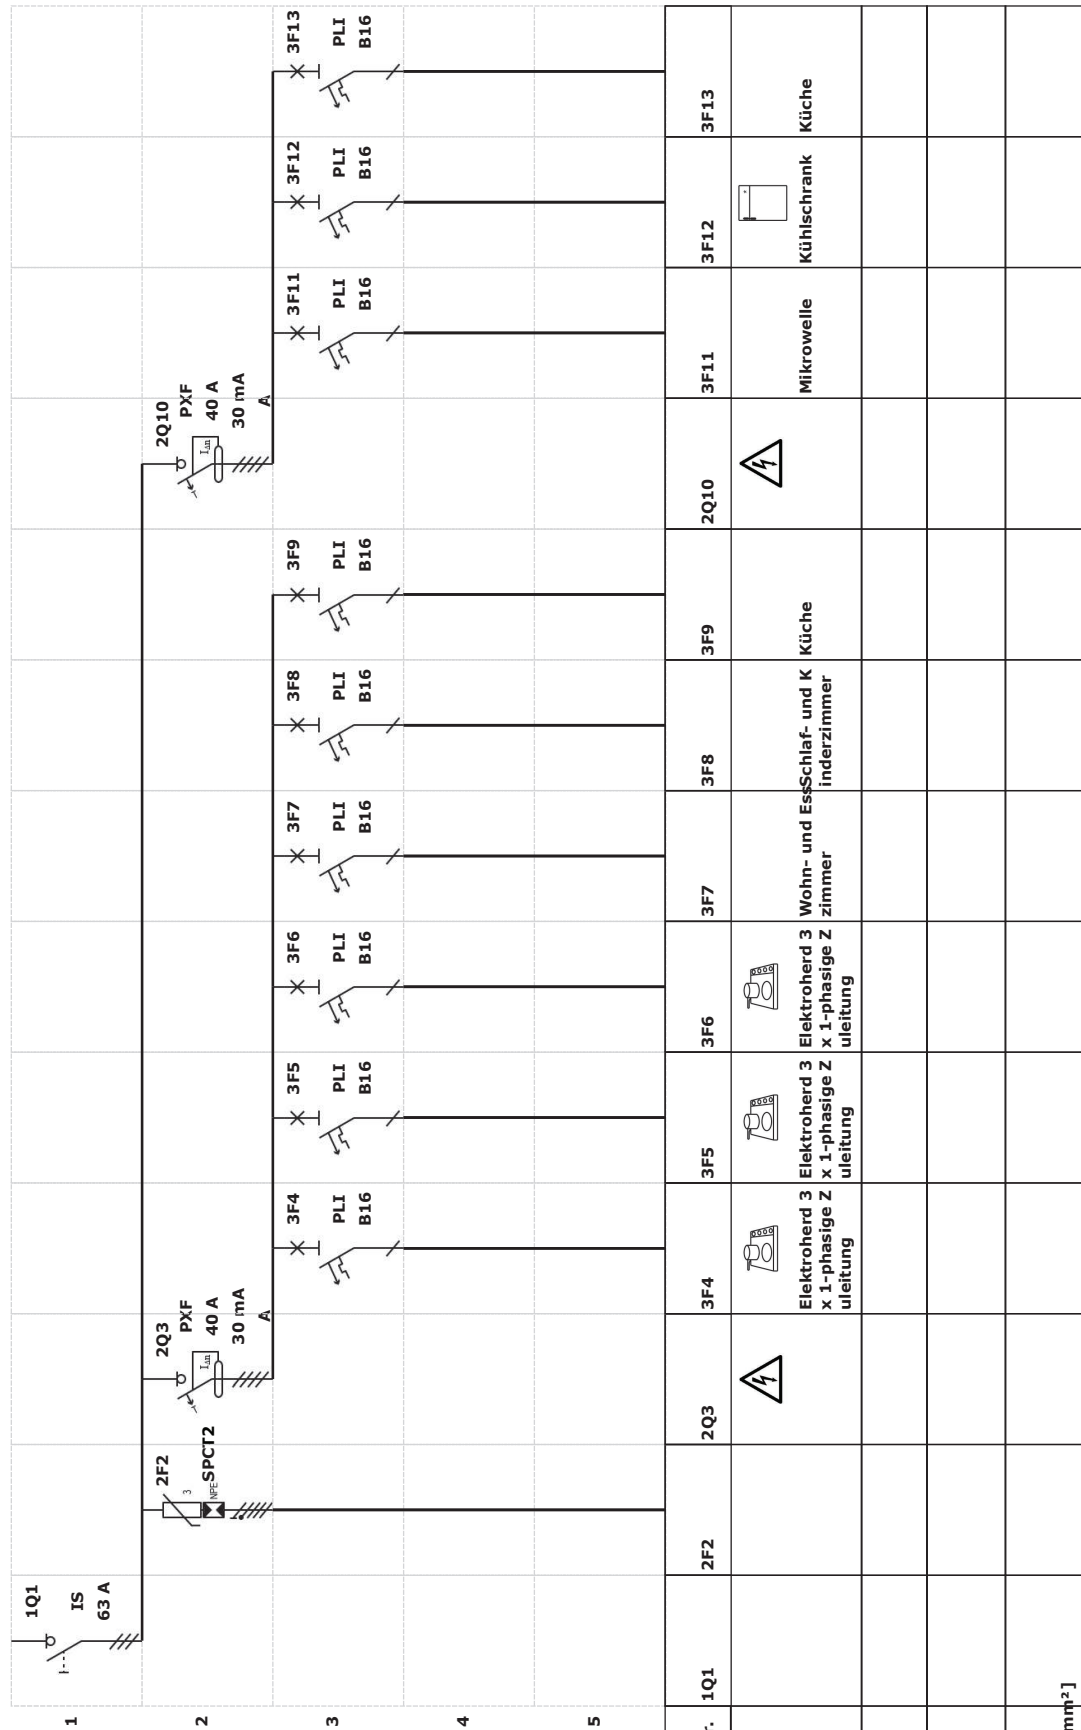 1
2
3
4
5
1Q1
IS
63 A
2F2
SPCT2
3
NPE
2Q3
PXF
40 A
30 mA
A
I∆n
3F4
PLI
B16
3F5
PLI
B16
3F6
PLI
B16
3F7
PLI
B16
3F8
PLI
B16
3F9
PLI
B16
2Q10
PXF
40 A
30 mA
A
I∆n
3F11
PLI
B16
3F12
PLI
B16
3F13
PLI
B16
r.
1Q1
2F2
2Q3
3F4
3F5
3F6
3F7
3F8
3F9
2Q10
3F11
3F12
3F13
Elektroherd 3
x 1-phasige Z
uleitung
Elektroherd 3
x 1-phasige Z
uleitung
Elektroherd 3
x 1-phasige Z
uleitung
Wohn- und Ess
zimmer
Schlaf- und K
inderzimmer
Küche
Mikrowelle
Kühlschrank
Küche
mm²]